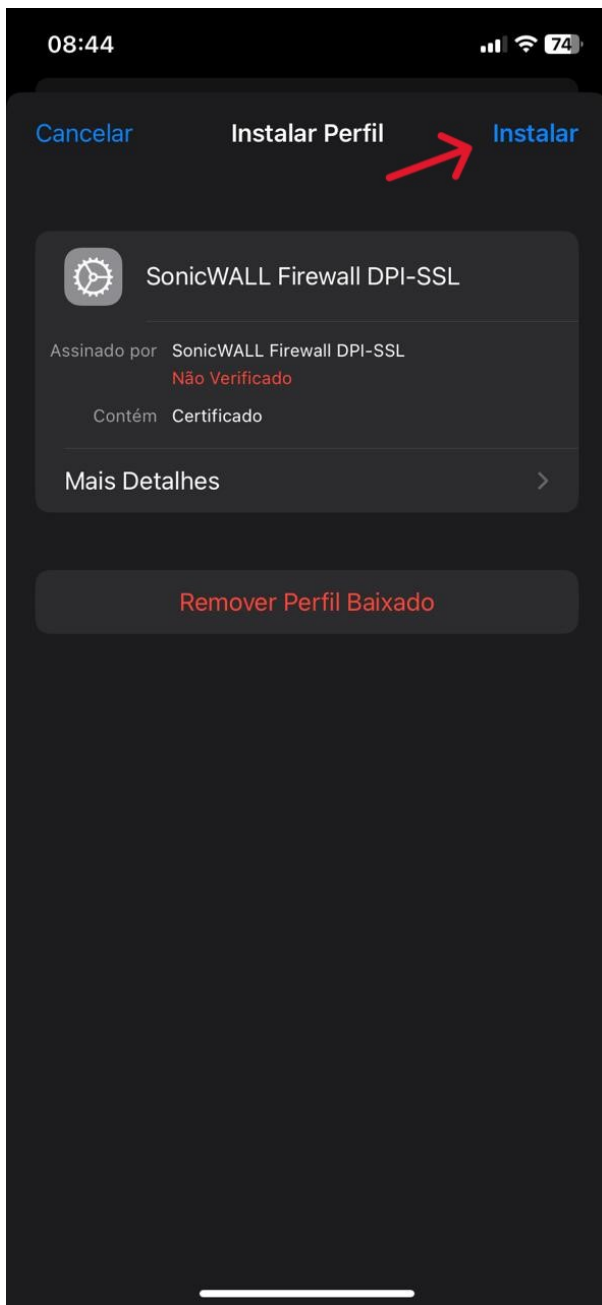 08:44
74
Cancelar
Instalar Perfil
Instalar
SonicWALL Firewall DPI-SSL
Assinado por SonicWALL Firewall DPI-SSL
Não Verificado
Contém Certificado
Mais Detalhes
Remover Perfil Baixado